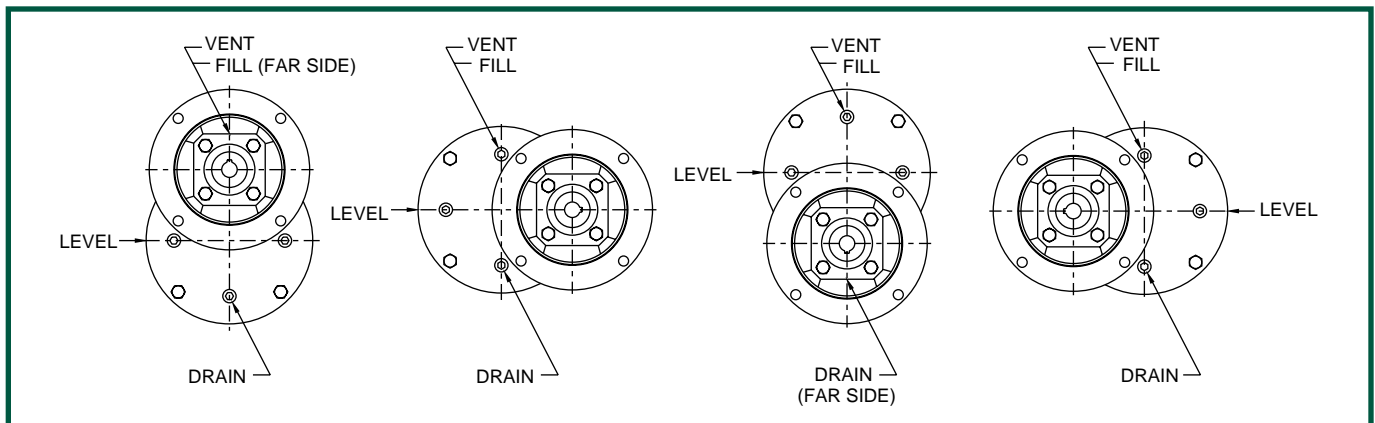 VENT
FILL (FAR SIDE)
LEVEL
DRAIN
VENT
FILL
LEVEL
DRAIN
VENT
FILL
LEVEL
DRAIN
(FAR SIDE)
VENT
FILL
LEVEL
DRAIN